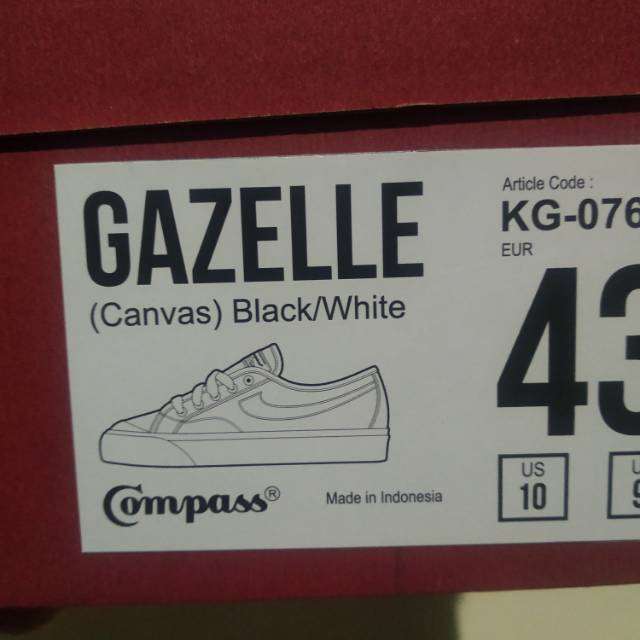 GAZELLE
(Canvas) Black/White
Compass®
Made in Indonesia
Article Code :
KG-076
EUR
43
US
10